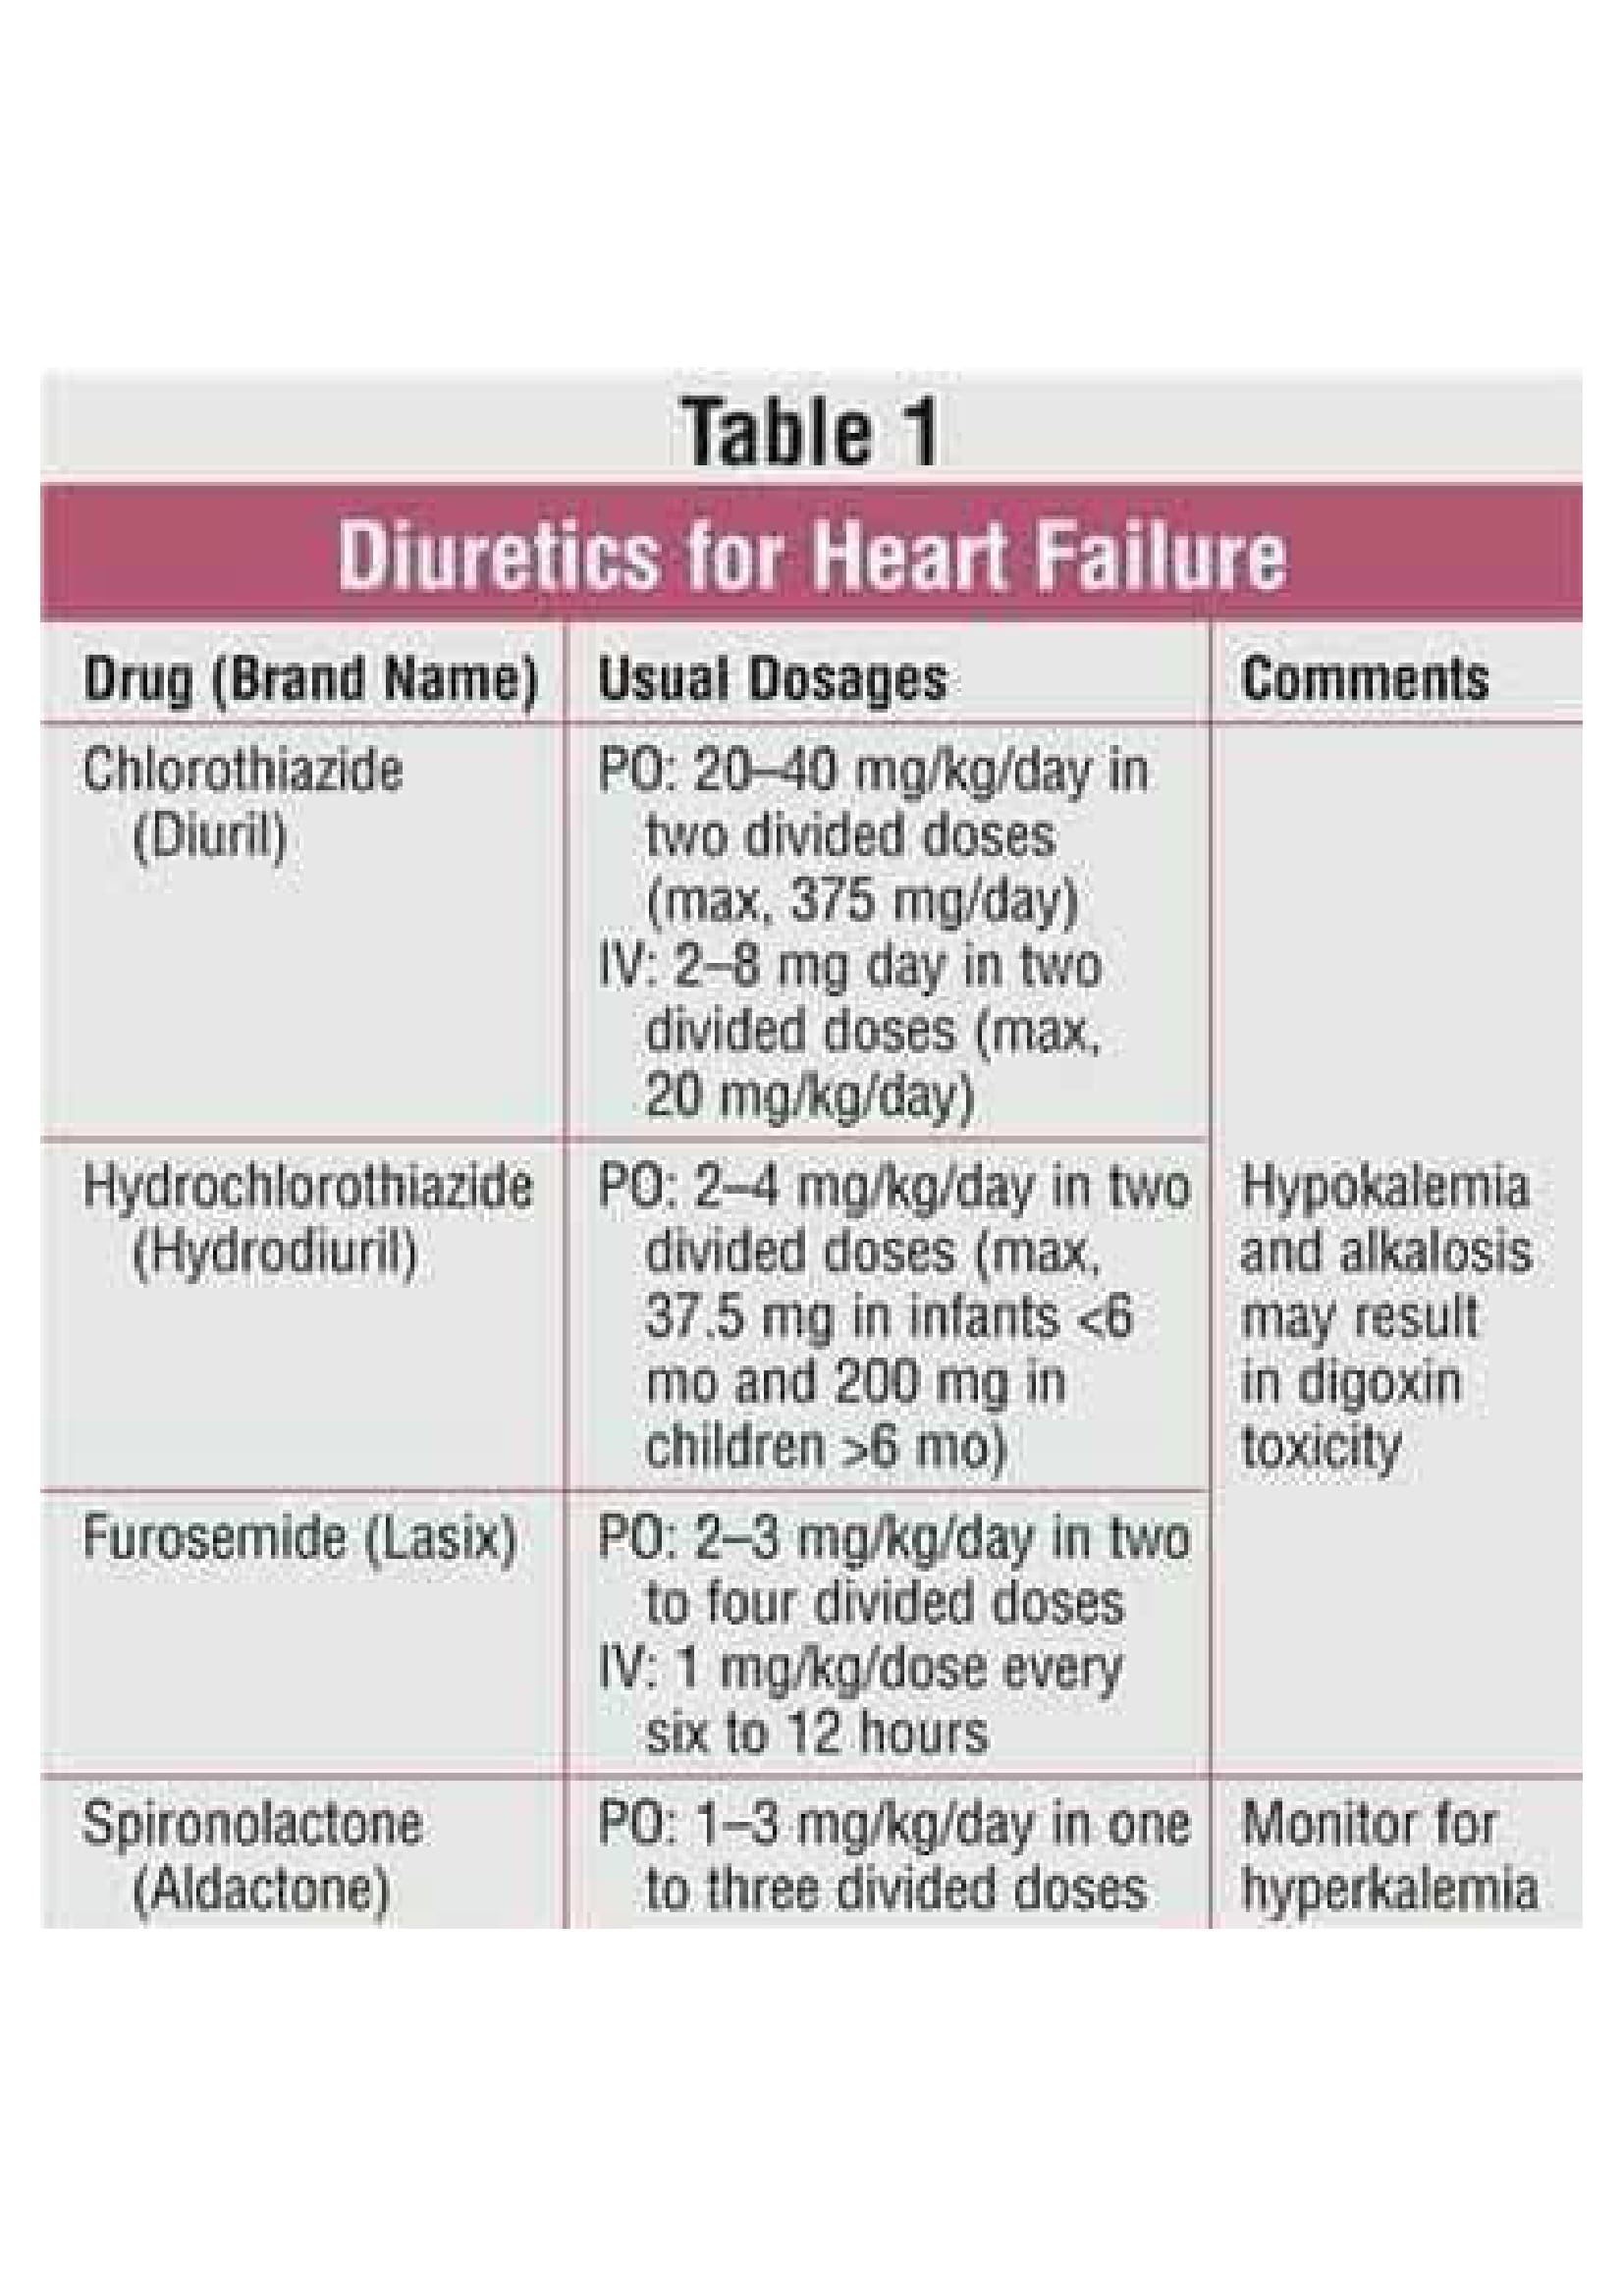 Table 1
Diuretics for Heart Failure
Drug (Brand Name)
Usual Dosages
Comments
Chlorothiazide
(Diuril)
PO: 20–40 mg/kg/day in
two divided doses
(max, 375 mg/day)
IV: 2–8 mg day in two
divided doses (max,
20 mg/kg/day)
Hydrochlorothiazide
(Hydrodiuril)
PO: 2–4 mg/kg/day in two
divided doses (max,
37.5 mg in infants <6
mo and 200 mg in
children >6 mo)
Hypokalemia
and alkalosis
may result
in digoxin
toxicity
Furosemide (Lasix)
PO: 2–3 mg/kg/day in two
to four divided doses
IV: 1 mg/kg/dose every
six to 12 hours
Spironolactone
(Aldactone)
PO: 1–3 mg/kg/day in one
to three divided doses
Monitor for
hyperkalemia